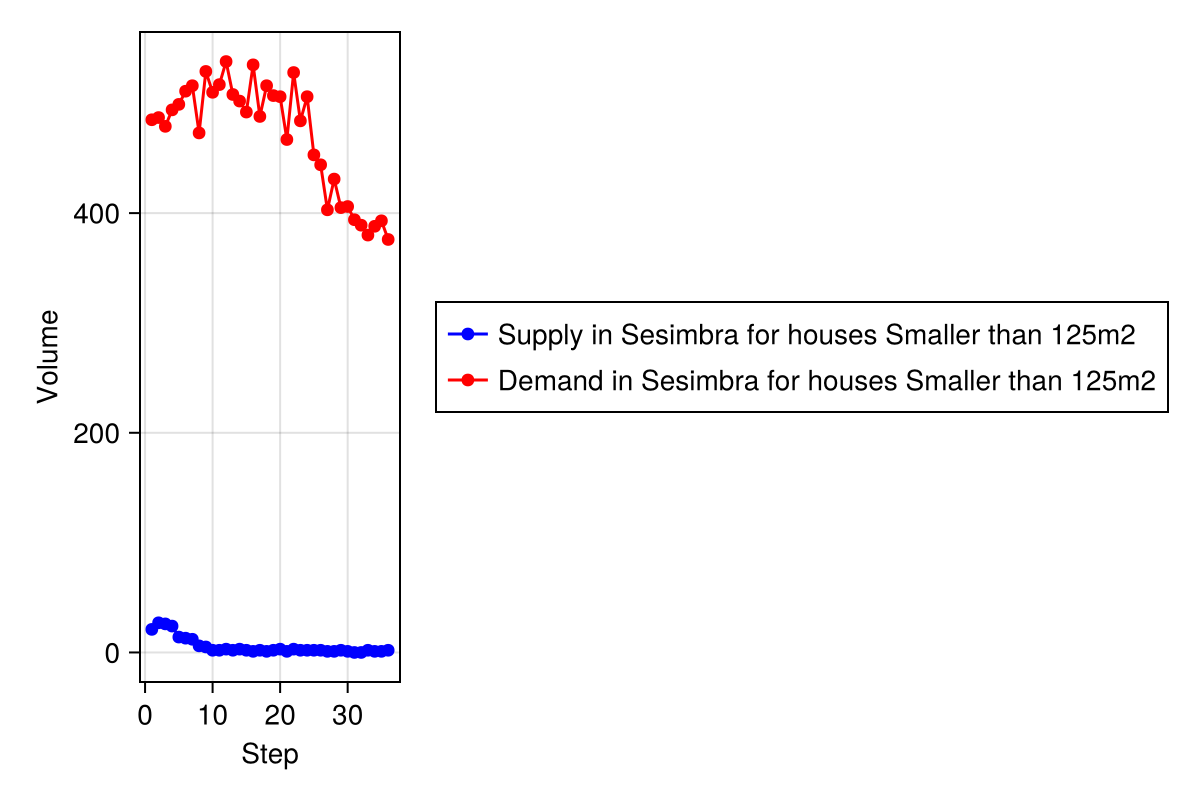 Volume
400
200
0
0 10 20 30
Step
Supply in Sesimbra for houses Smaller than 125m2
Demand in Sesimbra for houses Smaller than 125m2